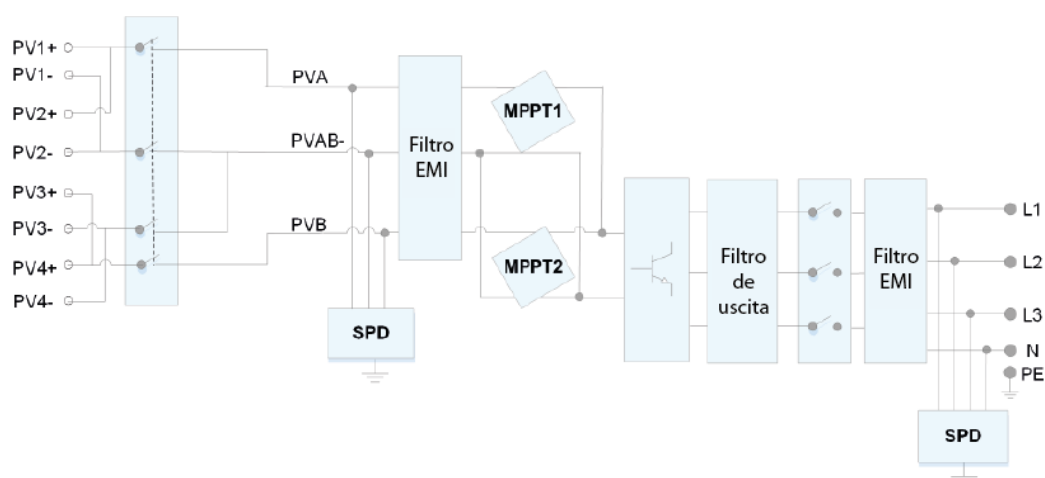 PV1+
PV1-
PV2+
PV2-
PV3+
PV3-
PV4+
PV4-
PVA
PVAB-
PVB
SPD
Filtro
EMI
MPPT1
MPPT2
Filtro
de
uscita
Filtro
EMI
L1
L2
L3
N
PE
SPD